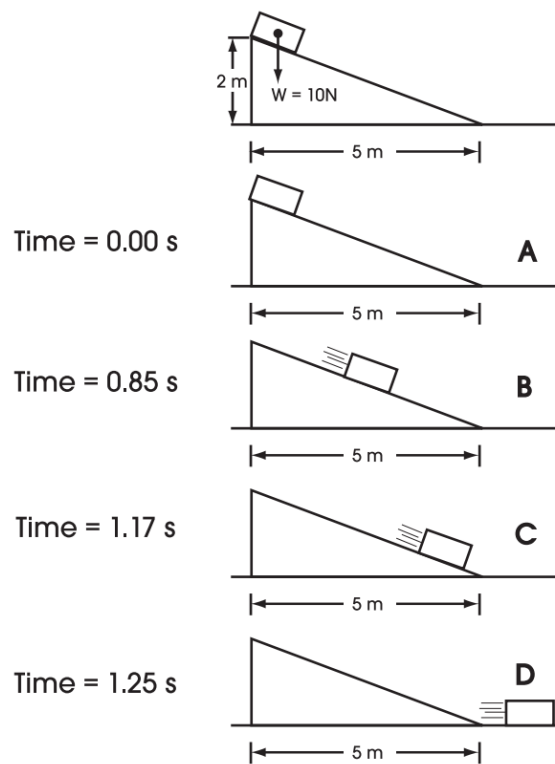 2 m
W = 10N
5 m
Time = 0.00 s
A
5 m
Time = 0.85 s
B
5 m
Time = 1.17 s
C
5 m
Time = 1.25 s
D
5 m